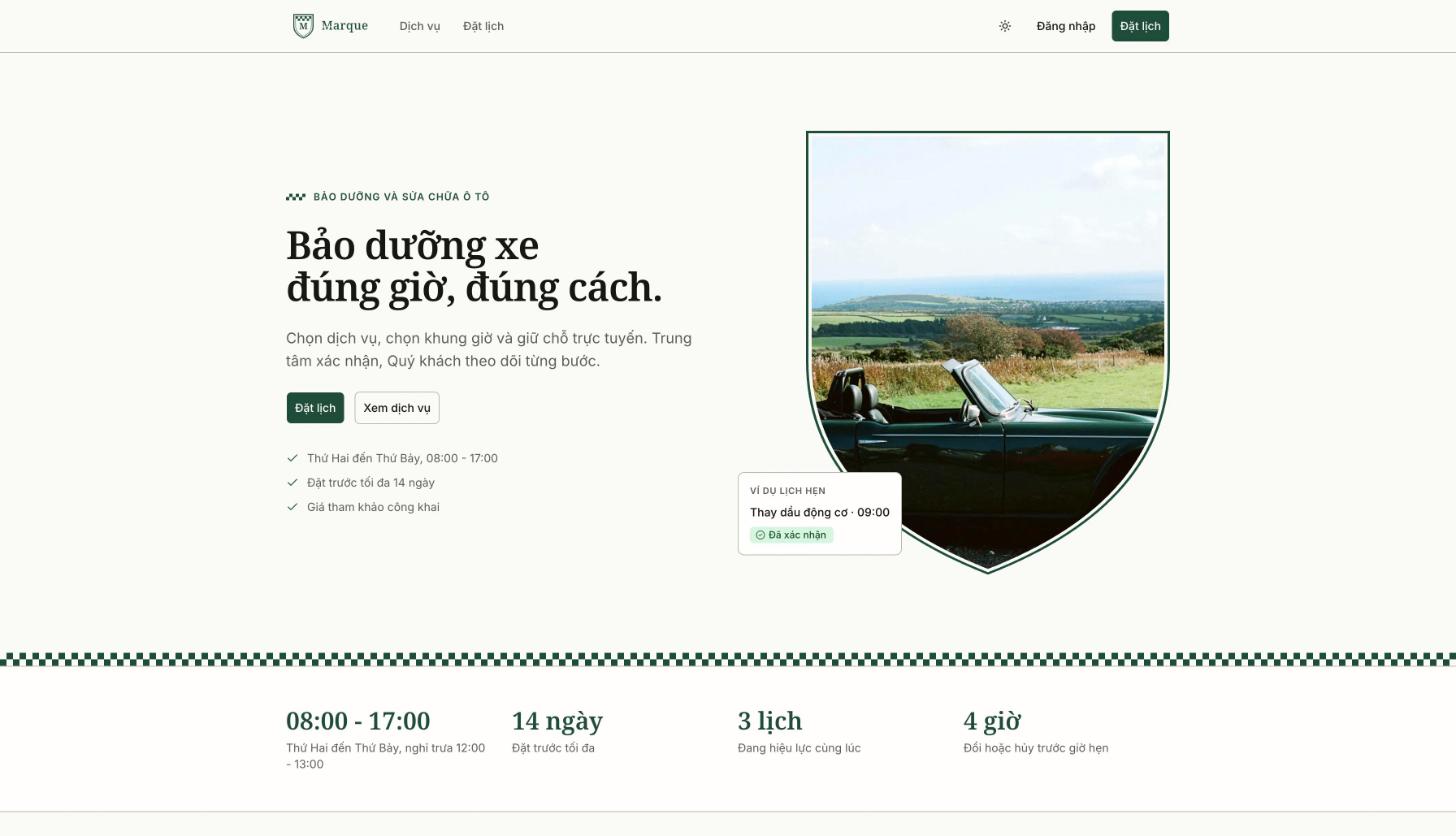 M Marque
Dịch vụ
Đặt lịch
Đăng nhập
Đặt lịch
BẢO DƯỠNG VÀ SỬA CHỮA Ô TÔ
Bảo dưỡng xe
đúng giờ, đúng cách.
Chọn dịch vụ, chọn khung giờ và giữ chỗ trực tuyến. Trung
tâm xác nhận, Quý khách theo dõi từng bước.
Đặt lịch
Xem dịch vụ
Thứ Hai đến Thứ Bảy, 08:00 - 17:00
Đặt trước tối đa 14 ngày
Giá tham khảo công khai
VÍ DỤ LỊCH HẸN
Thay dầu động cơ · 09:00
Đã xác nhận
08:00 - 17:00
Thứ Hai đến Thứ Bảy, nghỉ trưa 12:00
- 13:00
14 ngày
Đặt trước tối đa
3 lịch
Đang hiệu lực cùng lúc
4 giờ
Đổi hoặc hủy trước giờ hẹn